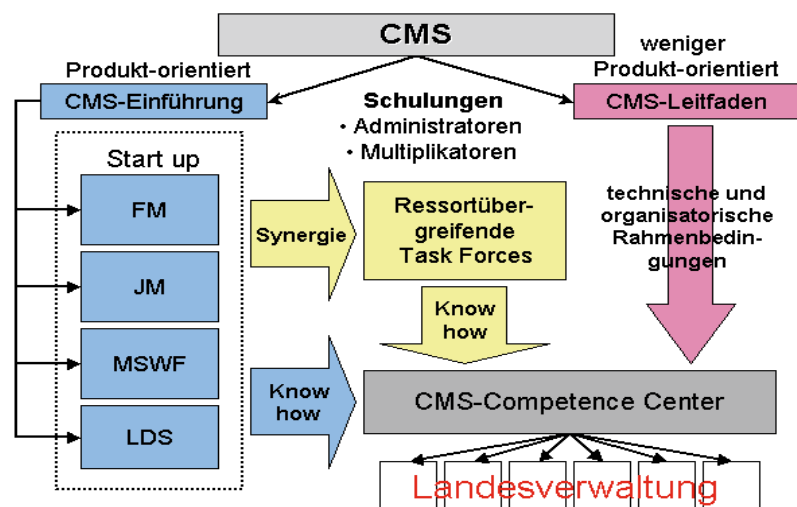 CMS
Produkt-orientiert
CMS-Einführung
weniger
Produkt-orientiert
CMS-Leitfaden
Schulungen
· Administratoren
· Multiplikatoren
Start up
FM
JM
MSWF
LDS
Synergie
Ressortüber-
greifende
Task Forces
technische und
organisatorische
Rahmenbedin-
gungen
Know
how
Know
how
CMS-Competence Center
Landesverwaltung